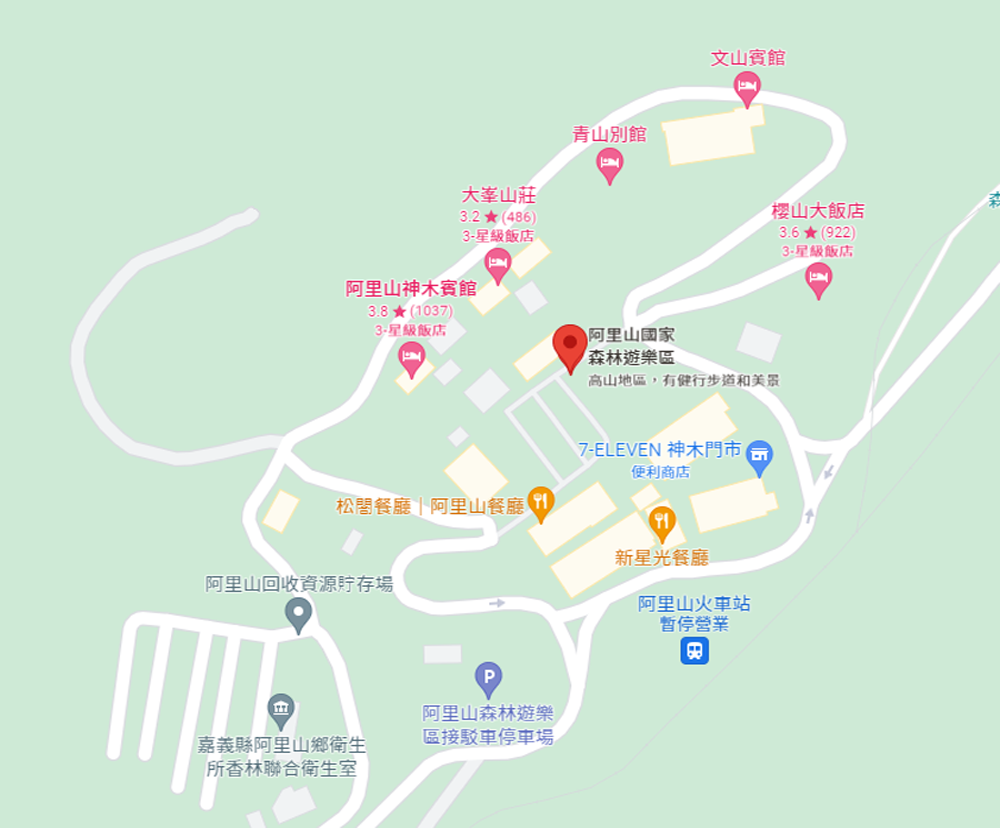 文山賓館
青山別館
大峯山莊
3.2 ★ (486)
3-星級飯店
櫻山大飯店
3.6 ★ (922)
3-星級飯店
森
阿里山神木賓館
3.8 ★ (1037)
3-星級飯店
阿里山國家
森林遊樂區
高山地區,有健行步道和美景
7-ELEVEN 神木門市
便利商店
松閣餐廳|阿里山餐廳
新星光餐廳
阿里山回收資源貯存場
阿里山火車站
暫停營業
P
阿里山森林遊樂
區接駁車停車場
嘉義縣阿里山鄉衛生
所香林聯合衛生室